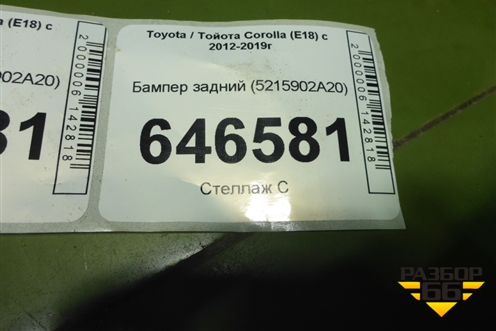 а (E18) с
902A20)
81
2000006142818
Toyota / Тойота Corolla (E18) с
2012-2019г
Бампер задний (5215902A20)
646581
Стеллаж С
2000006142818
РАЗБОР
66